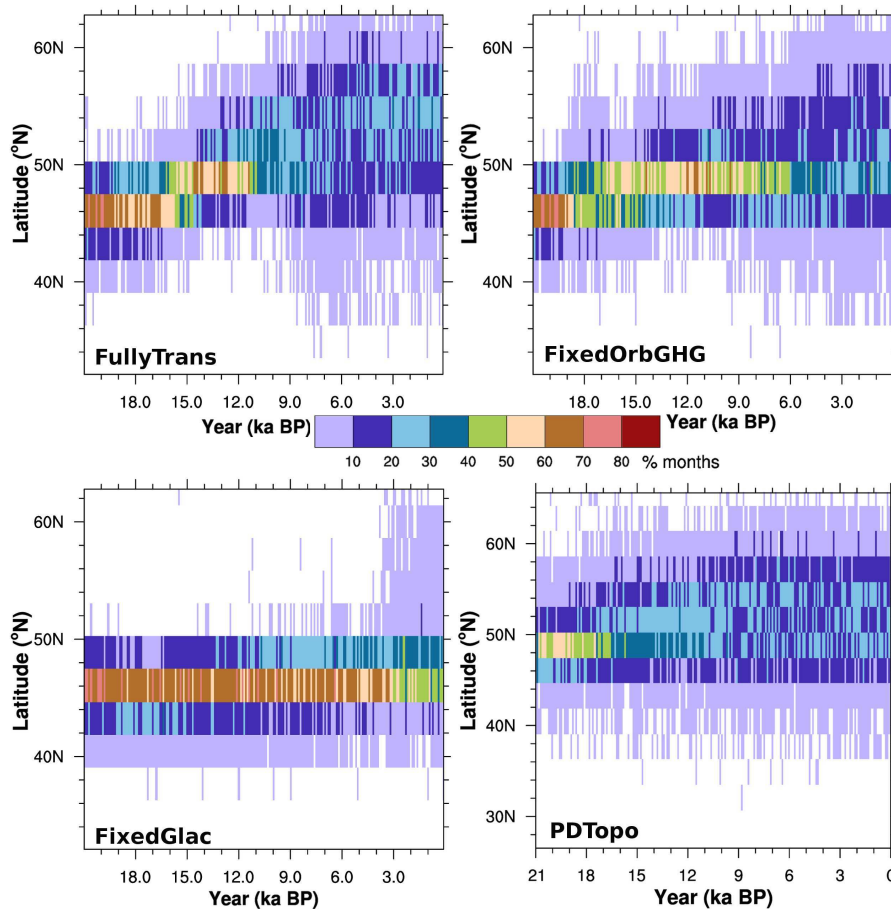 60N
50N
40N
Latitude (°N)
FullyTrans
18.0 15.0 12.0 9.0 6.0 3.0
Year (ka BP)
60N
50N
40N
Latitude (°N)
FixedOrbGHG
18.0 15.0 12.0 9.0 6.0 3.0
Year (ka BP)
10 20 30 40 50 60 70 80 % months
60N
50N
40N
Latitude (°N)
FixedGlac
18.0 15.0 12.0 9.0 6.0 3.0
Year (ka BP)
60N
50N
40N
30N
Latitude (°N)
PDTopo
21 18 15 12 9 6 3 0
Year (ka BP)